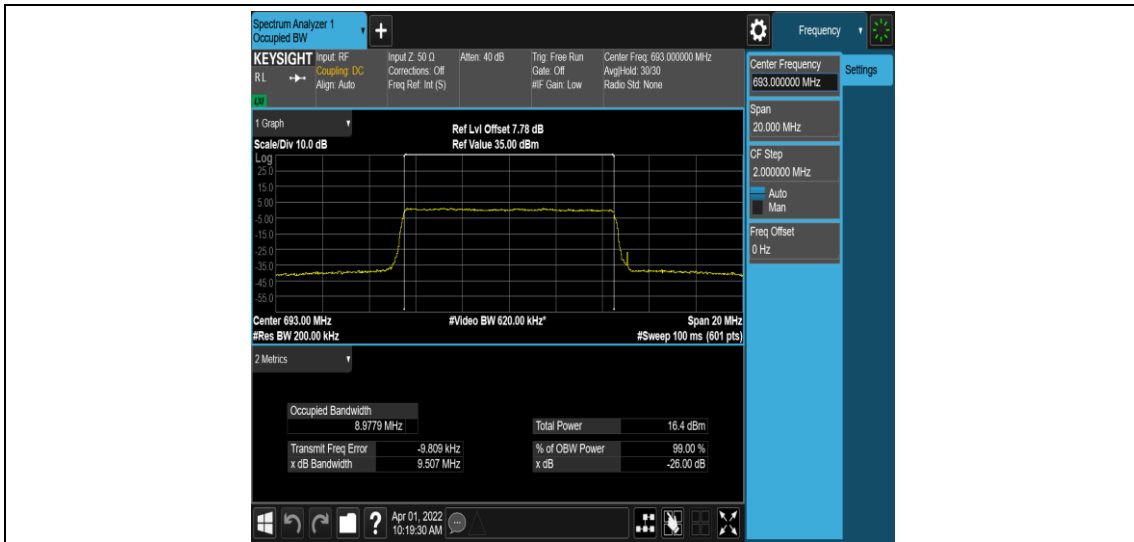 Spectrum Analyzer 1
Occupied BW
Frequency
KEYSIGHT
RL
Input: RF
Coupling: DC
Align: Auto
Input Z: 50 Ω
Corrections: Off
Freq Ref: Int (S)
Atten: 40 dB
Trig: Free Run
Gate: Off
#IF Gain: Low
Center Freq: 693.000000 MHz
Avg|Hold: 30/30
Radio Std: None
Center Frequency
693.000000 MHz
Settings
Span
20.000 MHz
CF Step
2.000000 MHz
Auto
Man
Freq Offset
0 Hz
1 Graph
Scale/Div 10.0 dB
Ref Lvl Offset 7.78 dB
Ref Value 35.00 dBm
Log
25.0
15.0
5.00
-5.00
-15.0
-25.0
-35.0
-45.0
-55.0
Center 693.00 MHz
#Video BW 620.00 kHz*
Span 20 MHz
#Res BW 200.00 kHz
#Sweep 100 ms (601 pts)
2 Metrics
Occupied Bandwidth
8.9779 MHz
Total Power 16.4 dBm
Transmit Freq Error -9.809 kHz
% of OBW Power 99.00 %
x dB Bandwidth 9.507 MHz
x dB -26.00 dB
Apr 01, 2022
10:19:30 AM